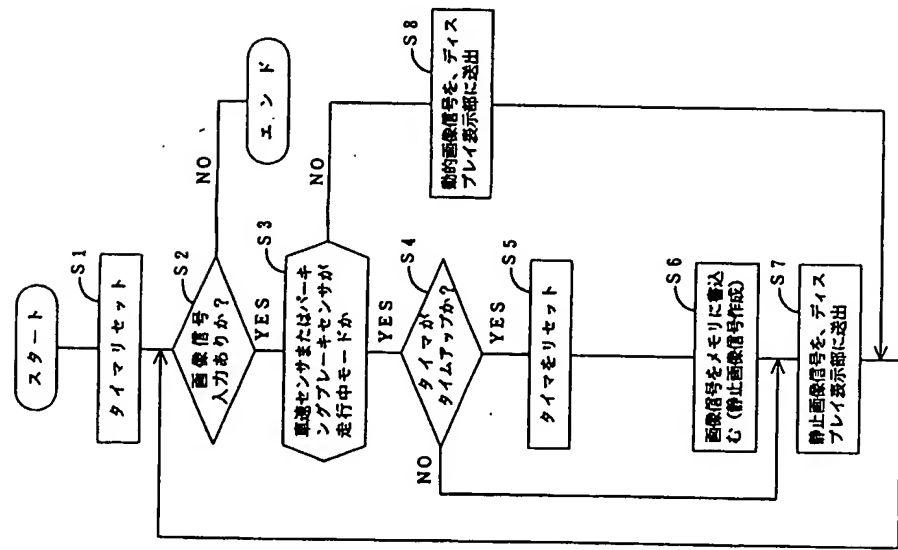 スタート
S1
タイマリセット
S2
画像信号
入力ありか?
NO
エンド
YES
S3
車速センサまたはパーキ
ングブレーキセンサが
走行中モードか
NO
S8
動的画像信号を、ディス
プレイ表示部に送出
YES
S4
タイマが
タイムアップか?
NO
YES
S5
タイマをリセット
S6
画像信号をメモリに書込
む(静止画像信号作成)
S7
静止画像信号を、ディス
プレイ表示部に送出